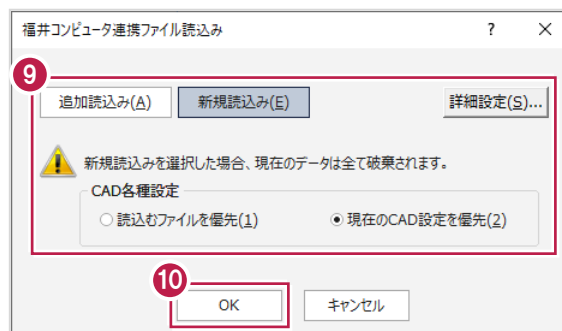 福井コンピュータ連携ファイル読込み ? ×
9
追加読込み(A) 新規読込み(E) 詳細設定(S)...
新規読込みを選択した場合、現在のデータは全て破棄されます。
CAD各種設定
読込むファイルを優先(1) 現在のCAD設定を優先(2)
10
OK キャンセル